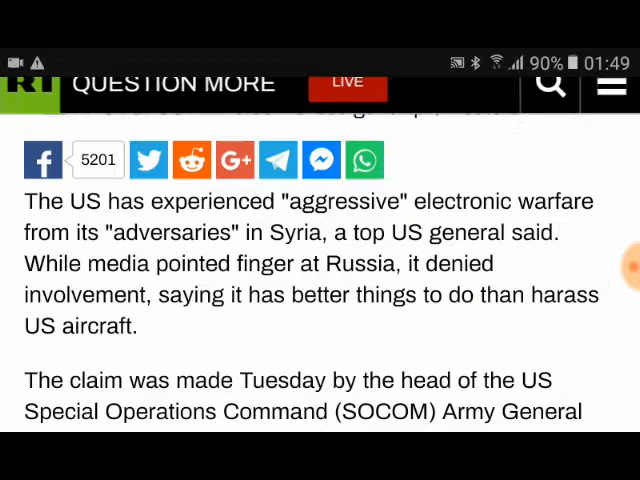 90% 01:49
RT QUESTION MORE LIVE
5201
The US has experienced "aggressive" electronic warfare
from its "adversaries" in Syria, a top US general said.
While media pointed finger at Russia, it denied
involvement, saying it has better things to do than harass
US aircraft.
The claim was made Tuesday by the head of the US
Special Operations Command (SOCOM) Army General